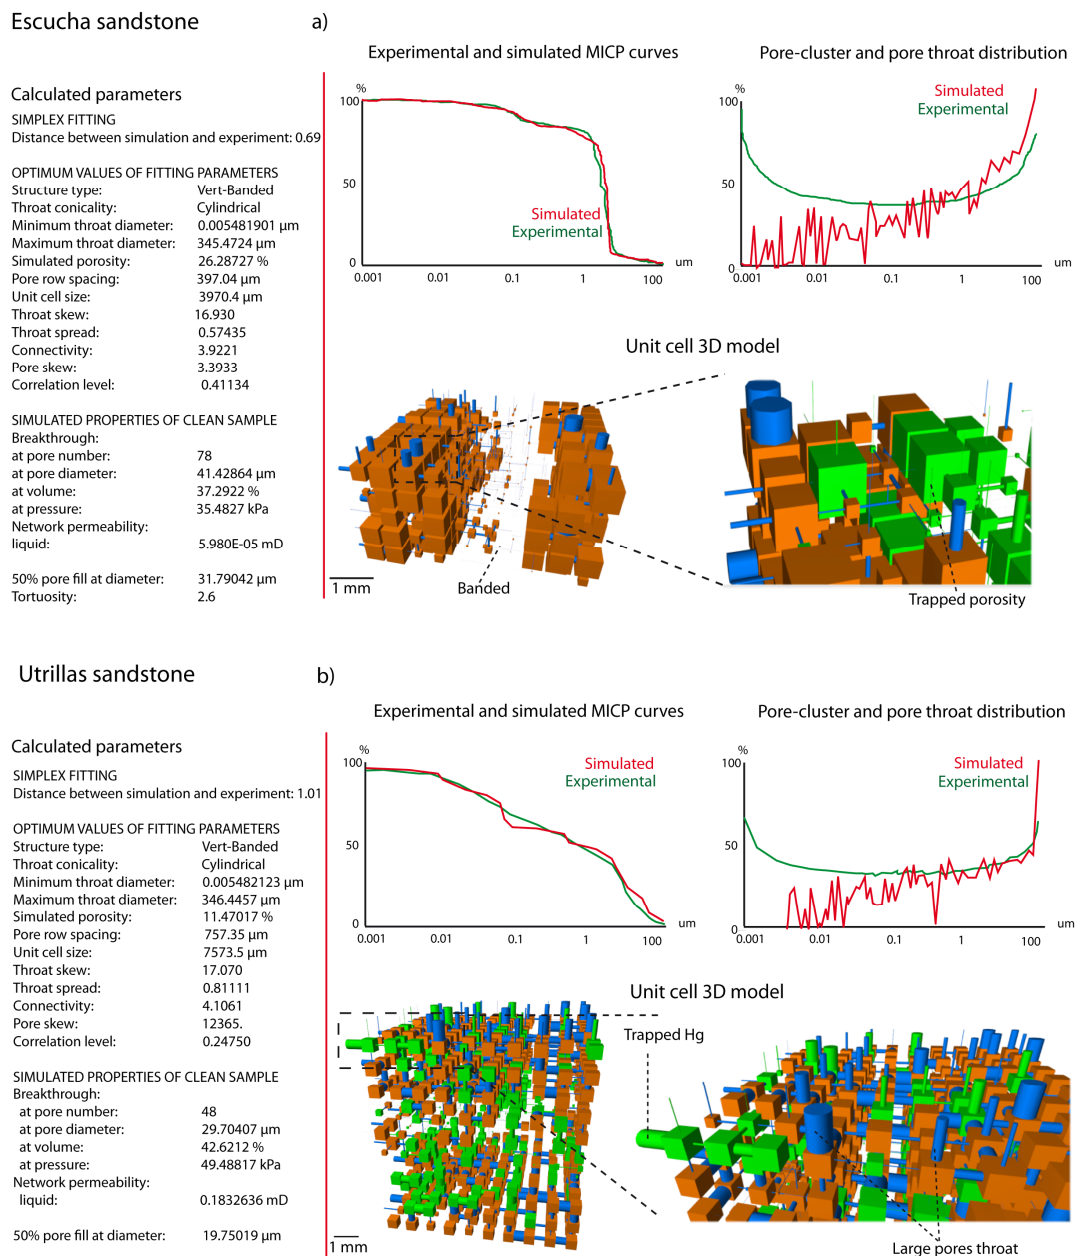 Escucha sandstone
a)
Calculated parameters
SIMPLEX FITTING
Distance between simulation and experiment: 0.69
OPTIMUM VALUES OF FITTING PARAMETERS
Structure type: Vert-Banded
Throat conicality: Cylindrical
Minimum throat diameter: 0.005481901 µm
Maximum throat diameter: 345.4724 µm
Simulated porosity: 26.28727 %
Pore row spacing: 397.04 µm
Unit cell size: 3970.4 µm
Throat skew: 16.930
Throat spread: 0.57435
Connectivity: 3.9221
Pore skew: 3.3933
Correlation level: 0.41134
SIMULATED PROPERTIES OF CLEAN SAMPLE
Breakthrough:
at pore number: 78
at pore diameter: 41.42864 µm
at volume: 37.2922 %
at pressure: 35.4827 kPa
Network permeability:
liquid: 5.980E-05 mD
50% pore fill at diameter: 31.79042 µm
Tortuosity: 2.6
Experimental and simulated MICP curves
%
100
50
0
Simulated
Experimental
um
0.001 0.01 0.1 1 100
Pore-cluster and pore throat distribution
%
100
50
0
Simulated
Experimental
um
0.001 0.01 0.1 1 100
Unit cell 3D model
Banded
1 mm
Trapped porosity
Utrillas sandstone
b)
Calculated parameters
SIMPLEX FITTING
Distance between simulation and experiment: 1.01
OPTIMUM VALUES OF FITTING PARAMETERS
Structure type: Vert-Banded
Throat conicality: Cylindrical
Minimum throat diameter: 0.005482123 µm
Maximum throat diameter: 346.4457 µm
Simulated porosity: 11.47017 %
Pore row spacing: 757.35 µm
Unit cell size: 7573.5 µm
Throat skew: 17.070
Throat spread: 0.81111
Connectivity: 4.1061
Pore skew: 12365.
Correlation level: 0.24750
SIMULATED PROPERTIES OF CLEAN SAMPLE
Breakthrough:
at pore number: 48
at pore diameter: 29.70407 µm
at volume: 42.6212 %
at pressure: 49.48817 kPa
Network permeability:
liquid: 0.1832636 mD
50% pore fill at diameter: 19.75019 µm
Experimental and simulated MICP curves
%
100
50
0
Simulated
Experimental
um
0.001 0.01 0.1 1 100
Pore-cluster and pore throat distribution
%
100
50
0
Simulated
Experimental
um
0.001 0.01 0.1 1 100
Unit cell 3D model
Trapped Hg
1 mm
Large pores throat